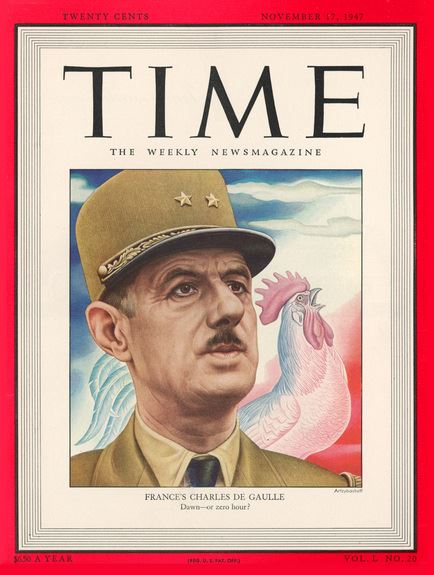 TWENTY CENTS
NOVEMBER 17, 1947
TIME
THE WEEKLY NEWSMAGAZINE
Artzybasheff
FRANCE'S CHARLES DE GAULLE
Dawn—or zero hour?
$6.50 A YEAR
(REG. U. S. PAT. OFF.)
VOL. L NO. 20